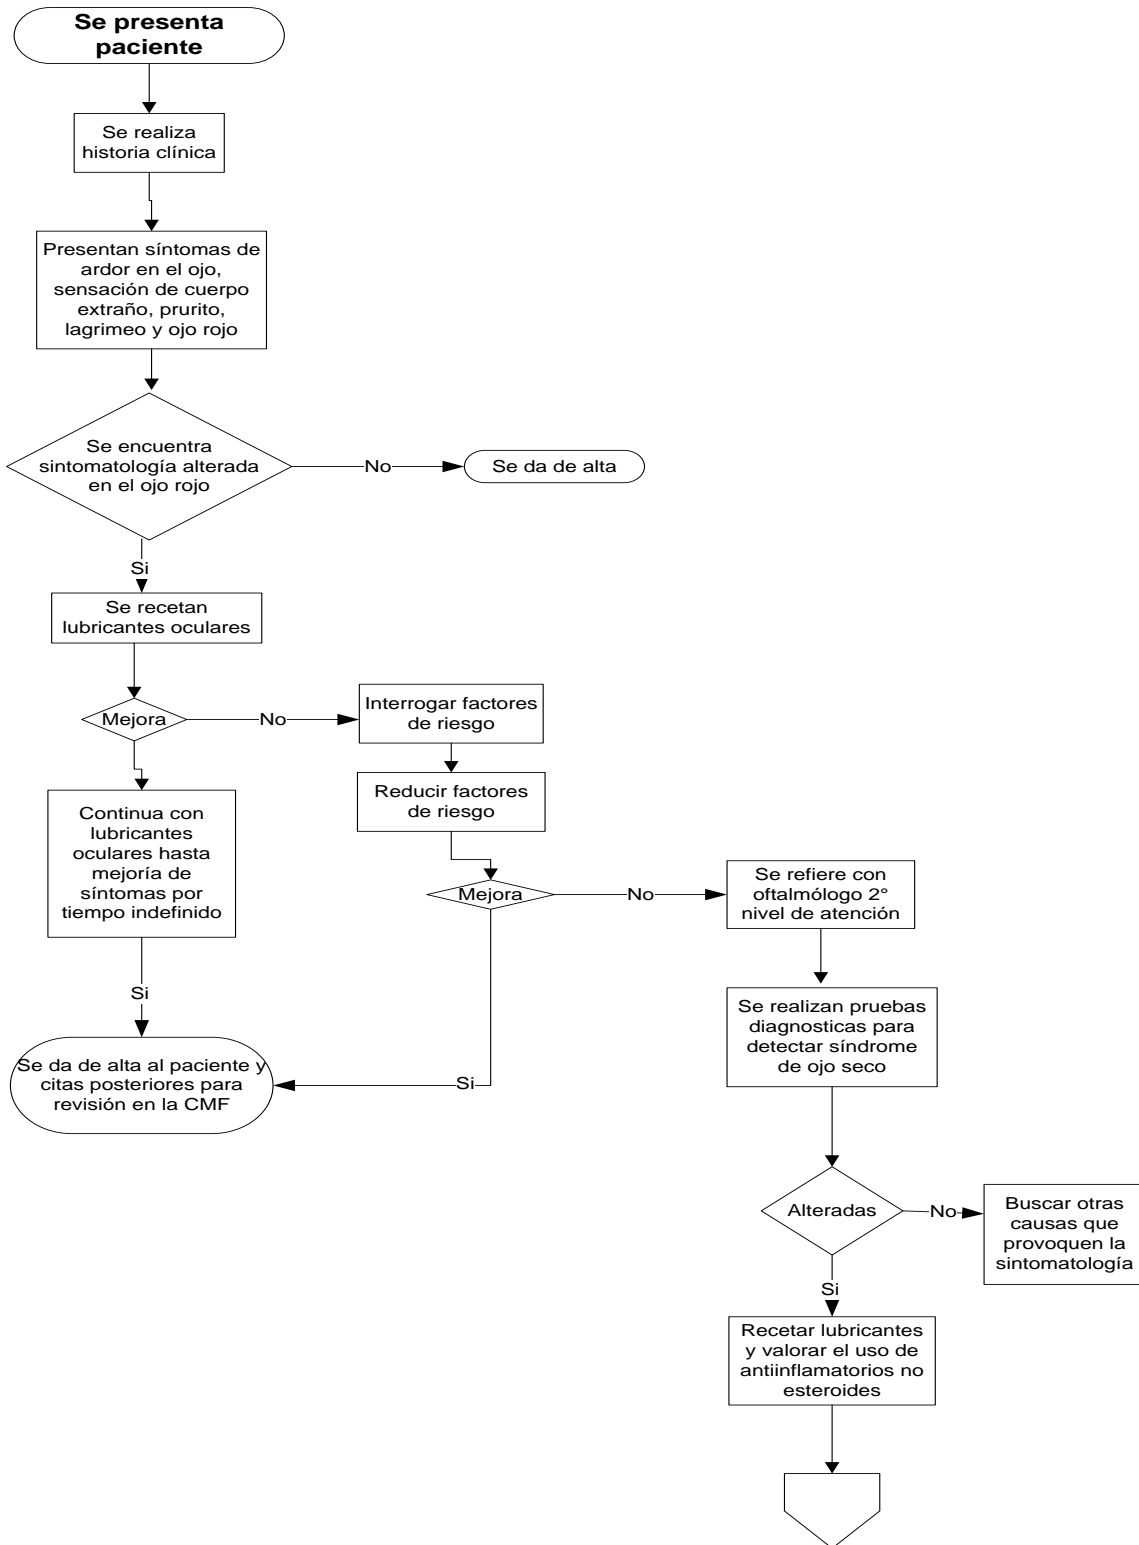 Se presenta
paciente
Se realiza
historia clínica
Presentan síntomas de
ardor en el ojo,
sensación de cuerpo
extraño, prurito,
lagrimeo y ojo rojo
Se encuentra
sintomatología alterada
en el ojo rojo
No
Se da de alta
Si
Se recetan
lubricantes oculares
Mejora
No
Interrogar factores
de riesgo
Reducir factores
de riesgo
Continua con
lubricantes
oculares hasta
mejoría de
síntomas por
tiempo indefinido
Mejora
No
Se refiere con
oftalmólogo 2°
nivel de atención
Si
Se da de alta al paciente y
citas posteriores para
revisión en la CMF
Si
Se realizan pruebas
diagnosticas para
detectar síndrome
de ojo seco
Alteradas
No
Buscar otras
causas que
provoquen la
sintomatología
Si
Recetar lubricantes
y valorar el uso de
antiinflamatorios no
esteroides